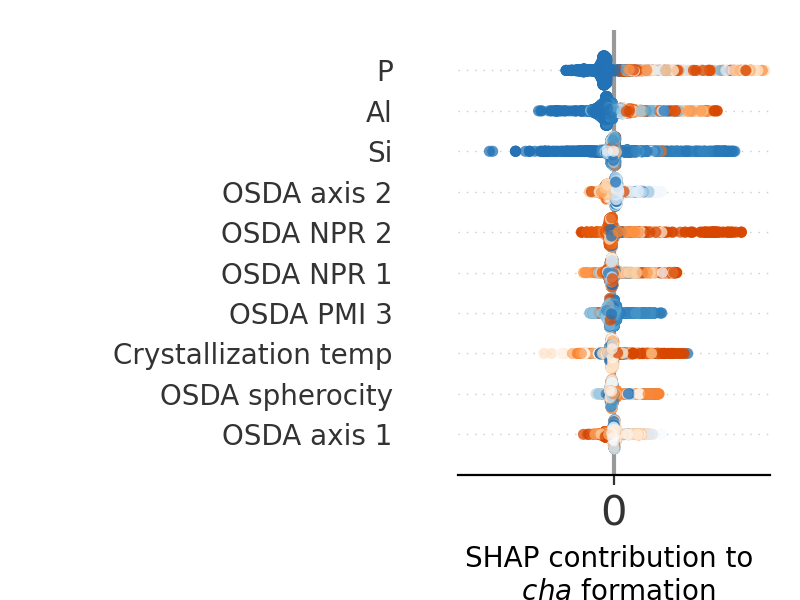 P
Al
Si
OSDA axis 2
OSDA NPR 2
OSDA NPR 1
OSDA PMI 3
Crystallization temp
OSDA spherocity
OSDA axis 1
0
SHAP contribution to
cha formation